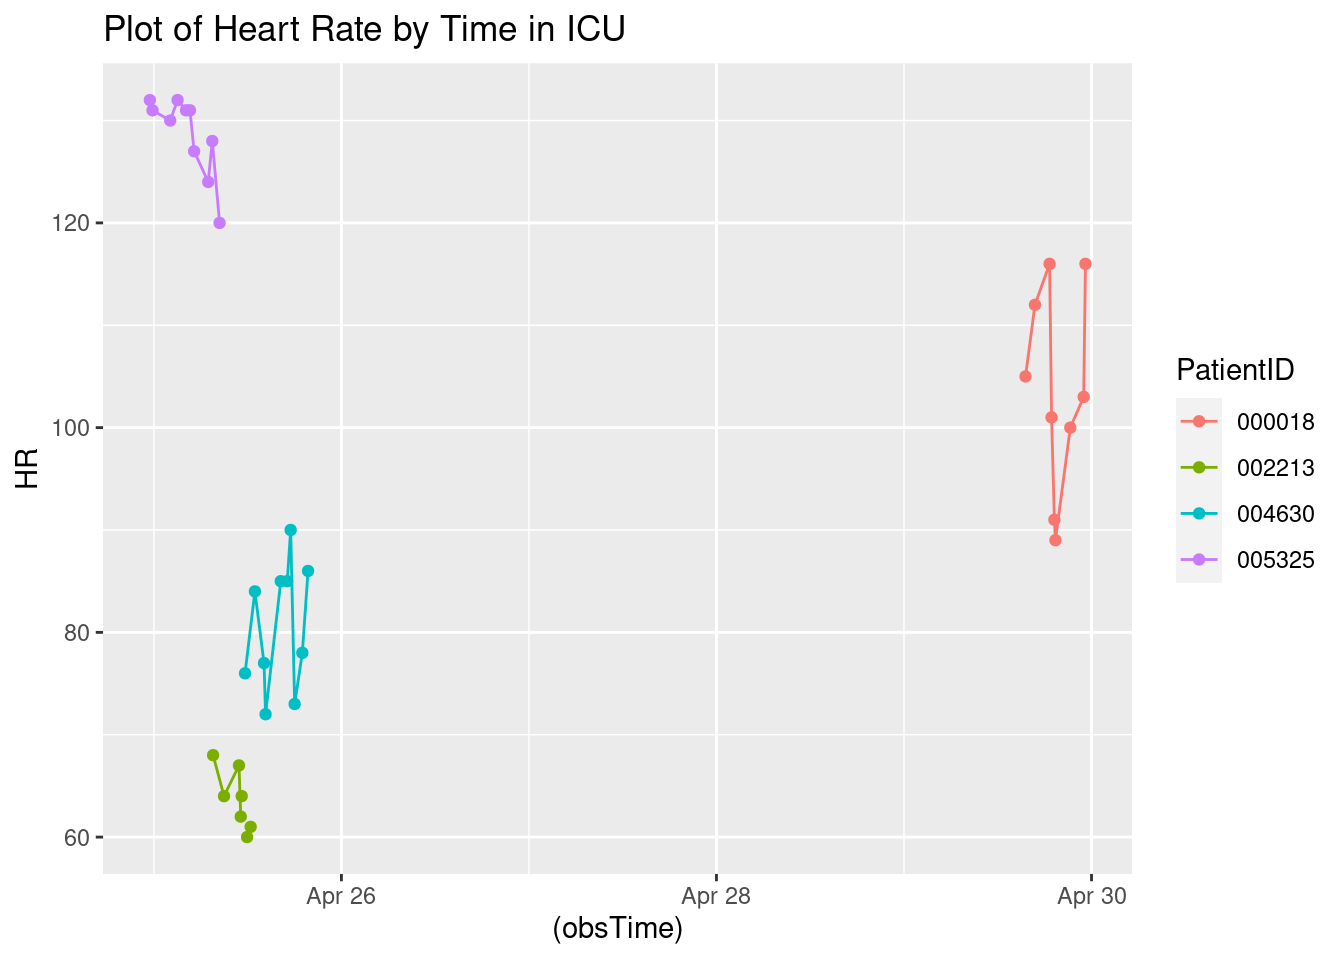 Plot of Heart Rate by Time in ICU
120
100
80
60
HR
Apr 26
Apr 28
Apr 30
(obsTime)
PatientID
000018
002213
004630
005325